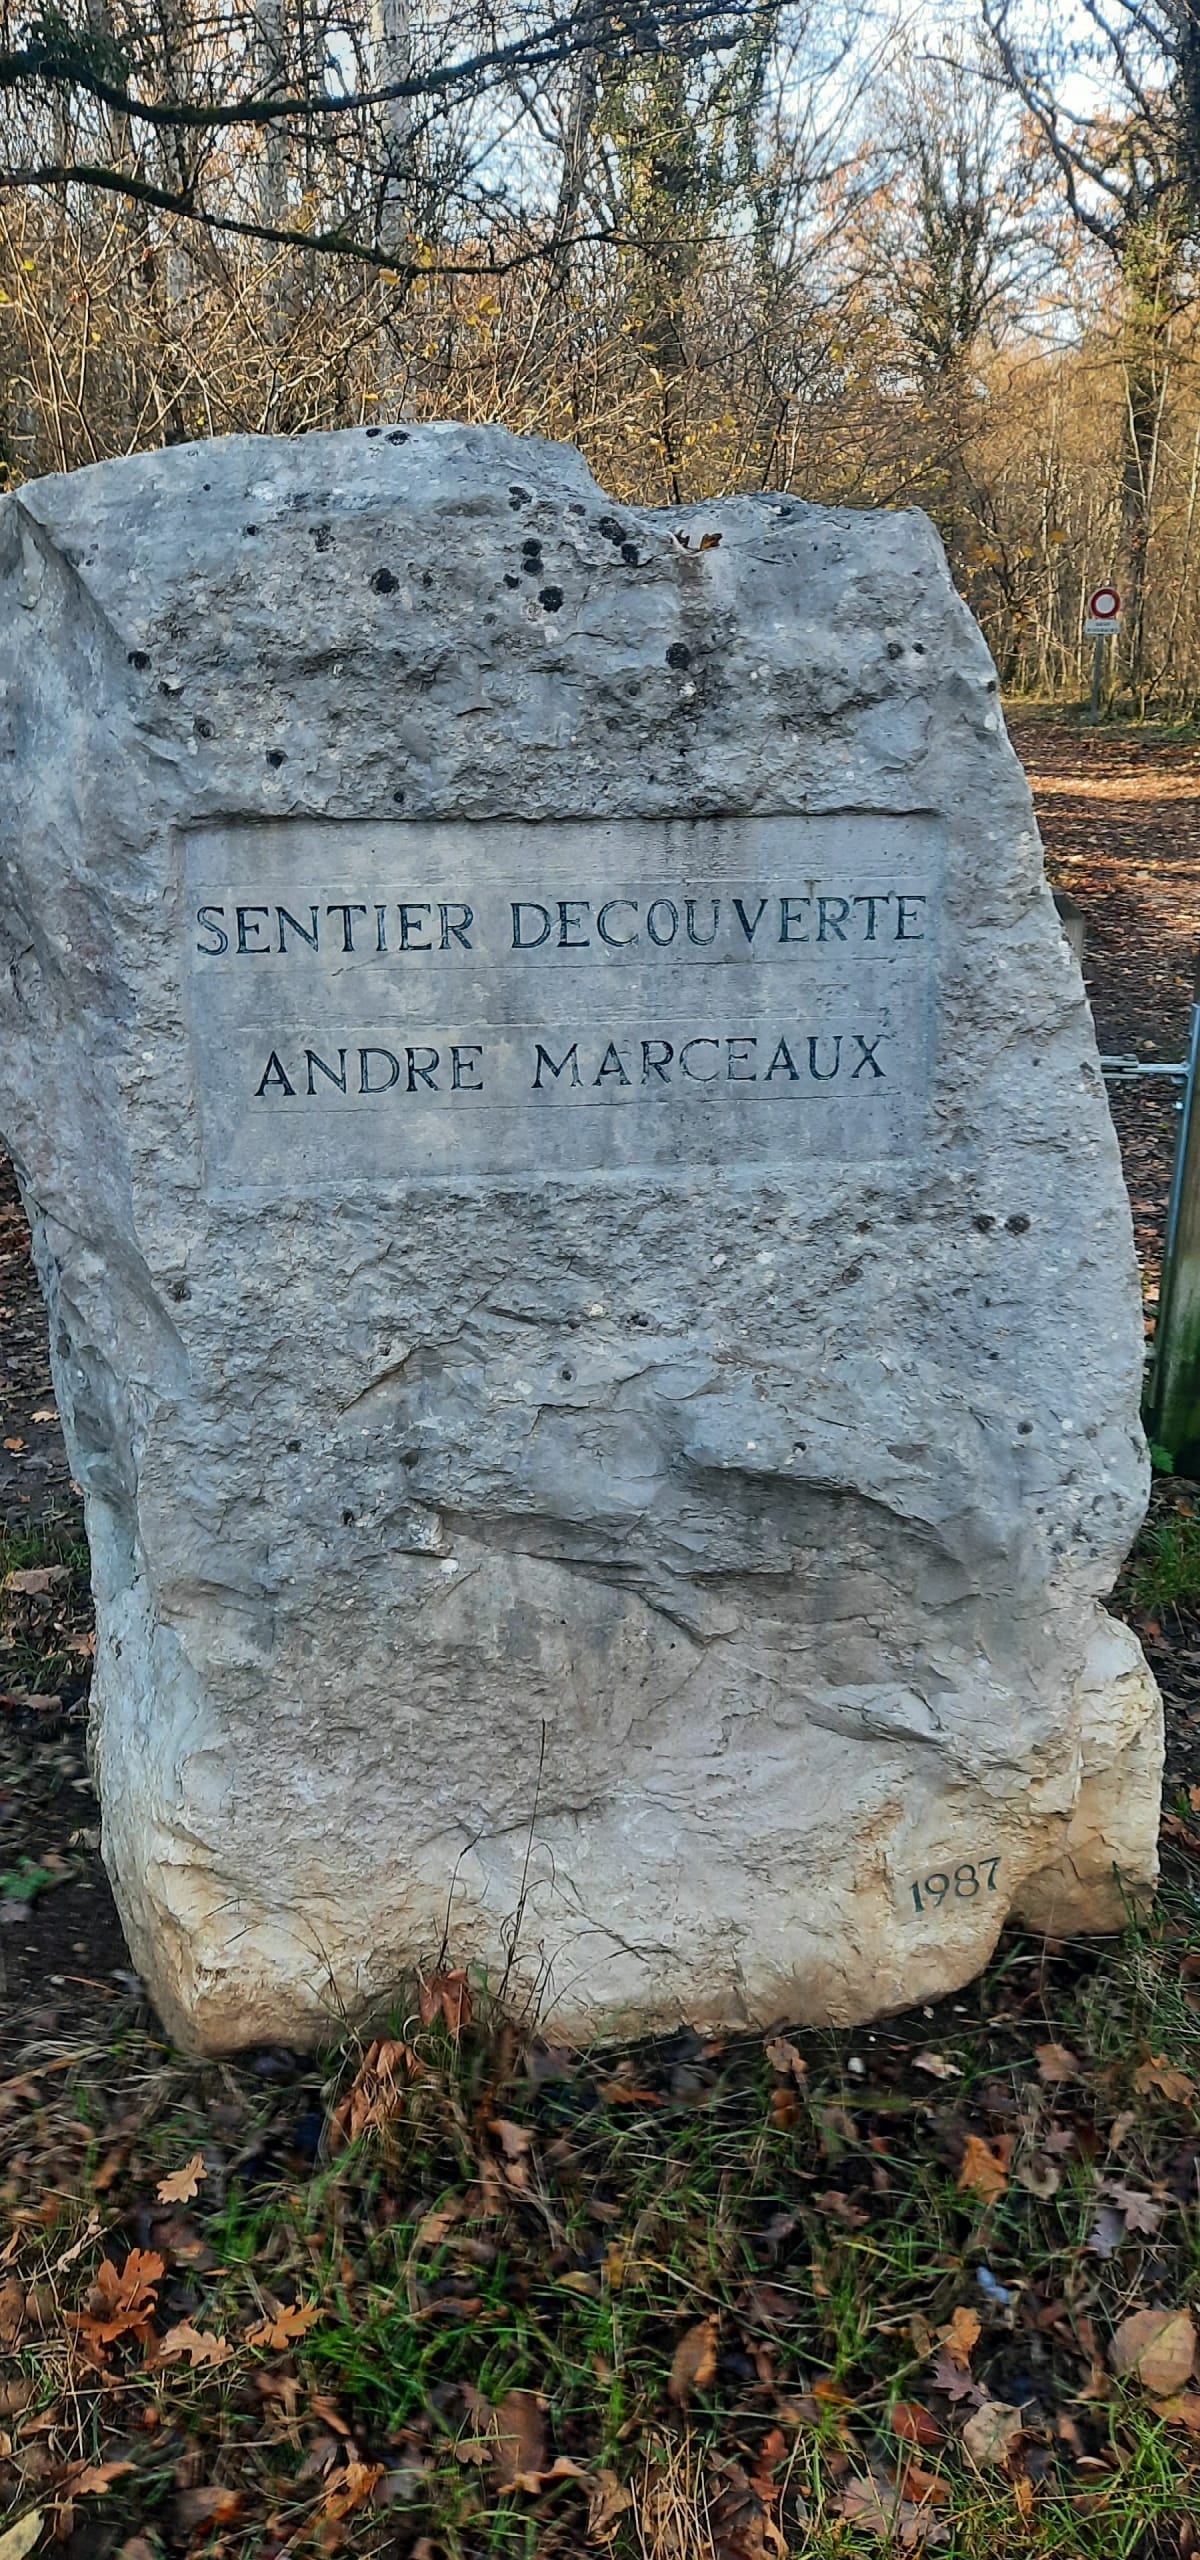 SENTIER DECOUVERTE
ANDRE MARCEAUX
1987